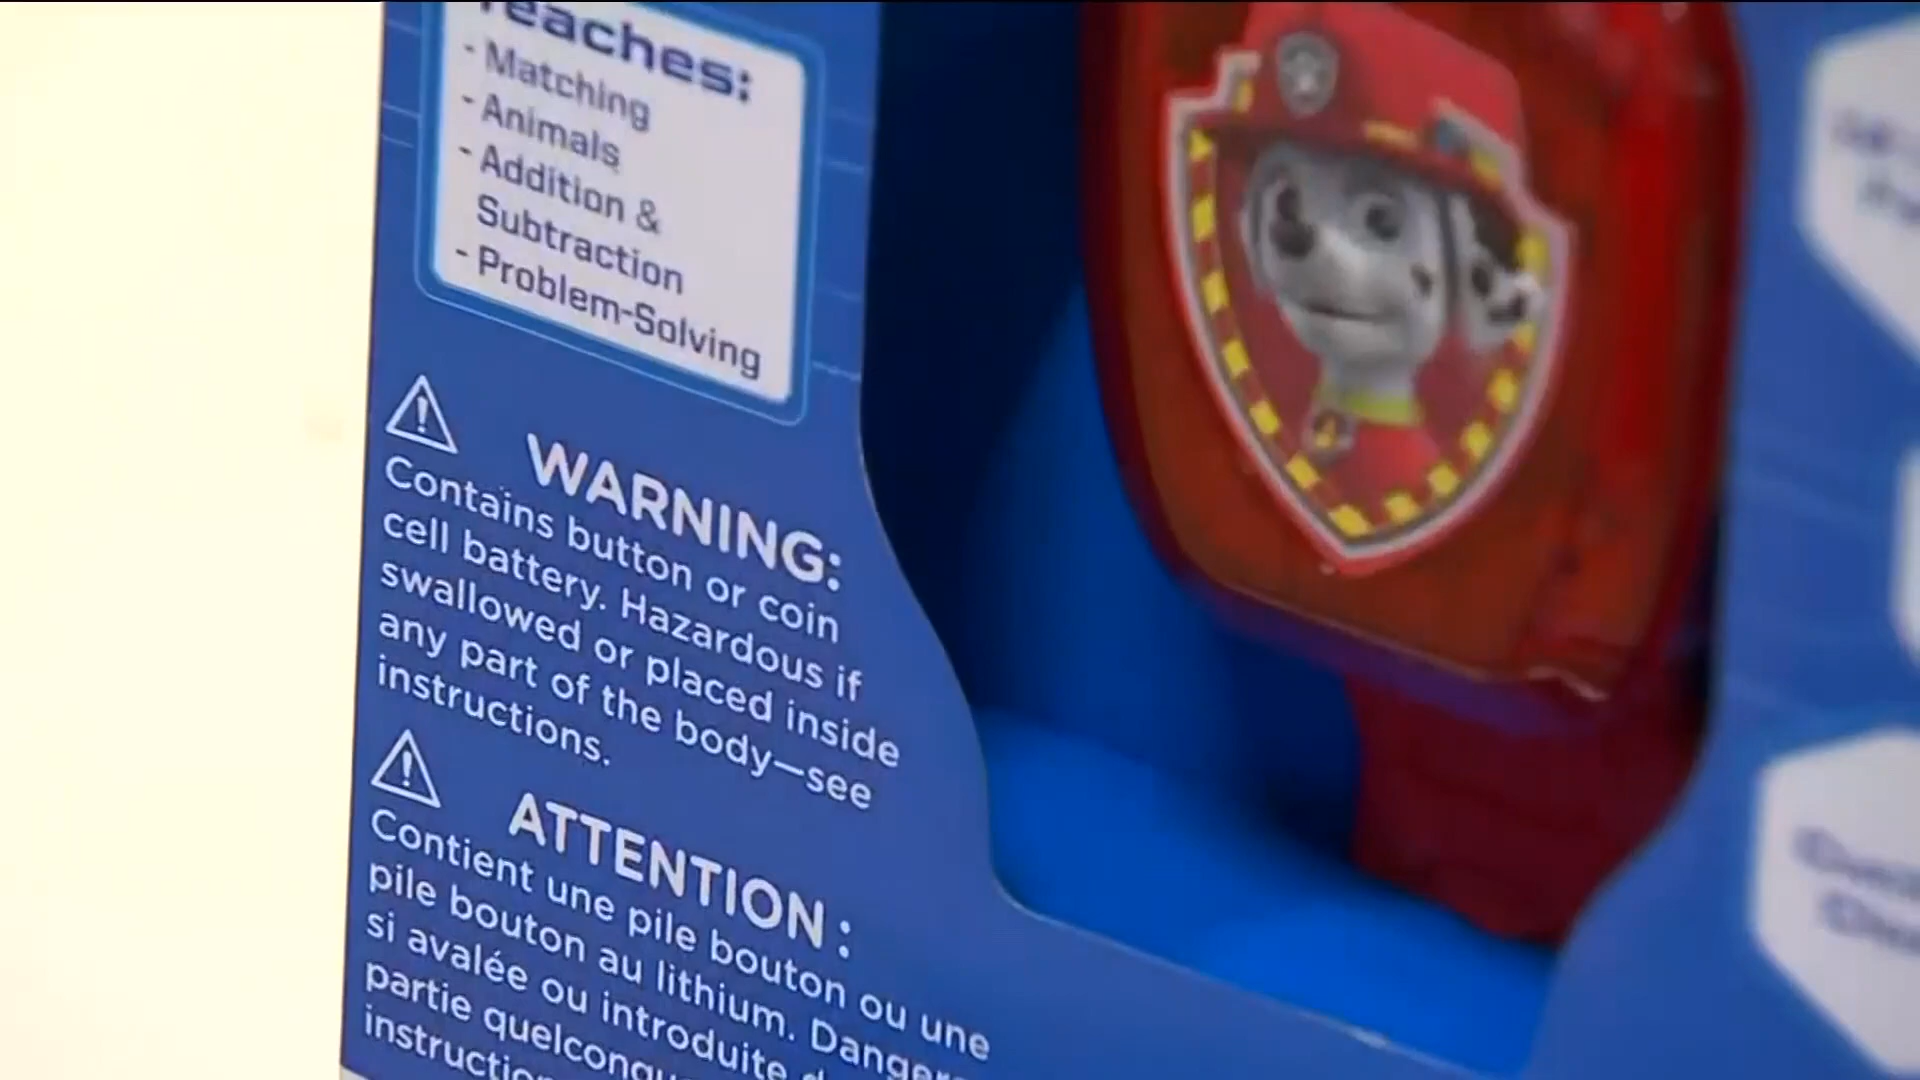 eaches:
- Matching
- Animals
- Addition &
Subtraction
- Problem-Solving
WARNING:
Contains button or coin
cell battery. Hazardous if
swallowed or placed inside
any part of the body—see
instructions.
ATTENTION :
Contient une pile bouton ou une
pile bouton au lithium. Danger
si avalée ou introduite
partie